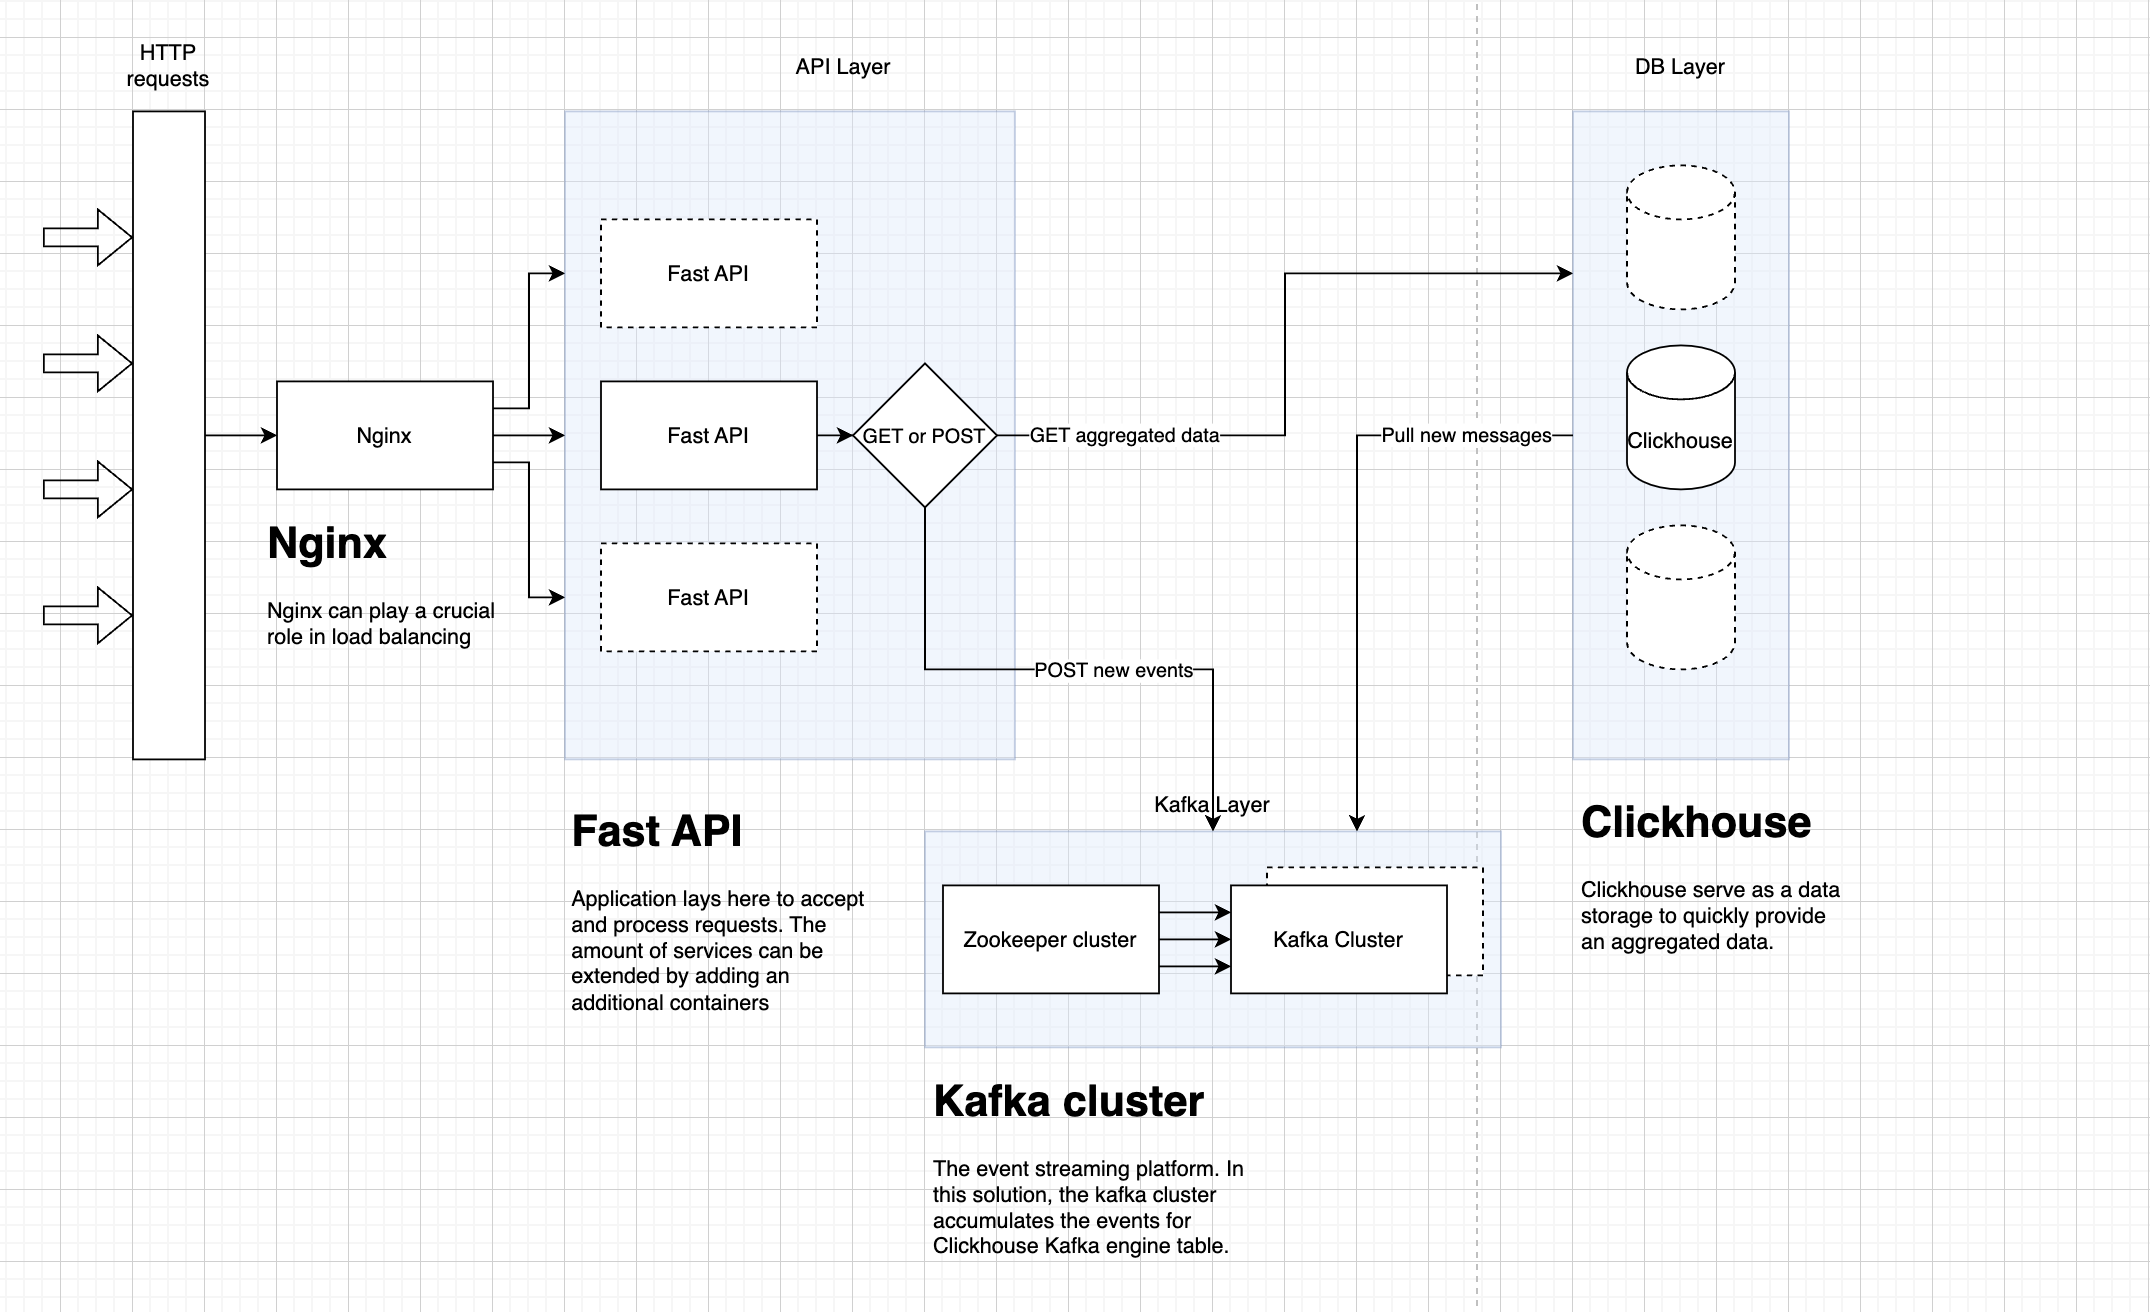 HTTP
requests
API Layer
DB Layer
Fast API
Nginx
Fast API
GET or POST
GET aggregated data
Pull new messages
Clickhouse
Nginx
Nginx can play a crucial
role in load balancing
Fast API
POST new events
Kafka Layer
Fast API
Application lays here to accept
and process requests. The
amount of services can be
extended by adding an
additional containers
Clickhouse
Clickhouse serve as a data
storage to quickly provide
an aggregated data.
Zookeeper cluster
Kafka Cluster
Kafka cluster
The event streaming platform. In
this solution, the kafka cluster
accumulates the events for
Clickhouse Kafka engine table.